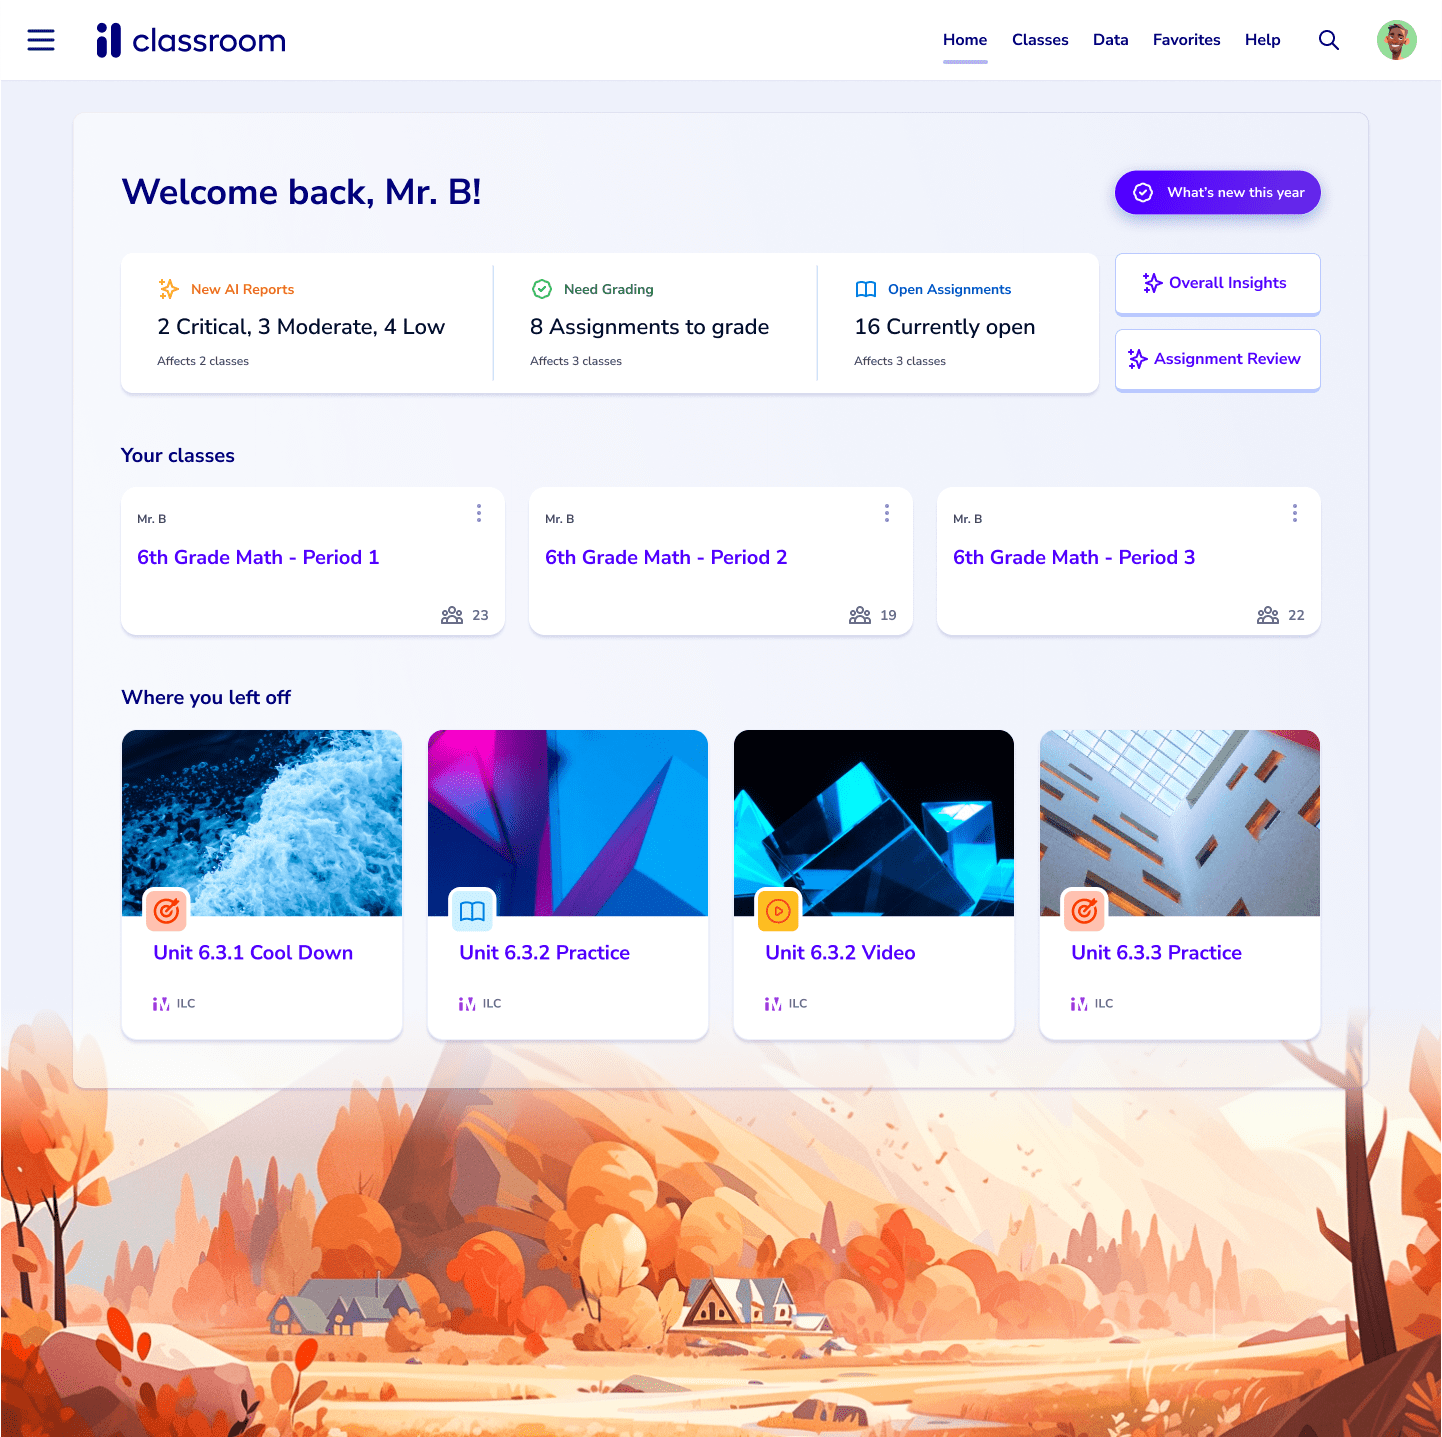 classroom
Home Classes Data Favorites Help
Welcome back, Mr. B!
What's new this year
New AI Reports
2 Critical, 3 Moderate, 4 Low
Affects 2 classes
Need Grading
8 Assignments to grade
Affects 3 classes
Open Assignments
16 Currently open
Affects 3 classes
Overall Insights
Assignment Review
Your classes
Mr. B
6th Grade Math - Period 1
23
Mr. B
6th Grade Math - Period 2
19
Mr. B
6th Grade Math - Period 3
22
Where you left off
Unit 6.3.1 Cool Down
ILC
Unit 6.3.2 Practice
ILC
Unit 6.3.2 Video
ILC
Unit 6.3.3 Practice
ILC